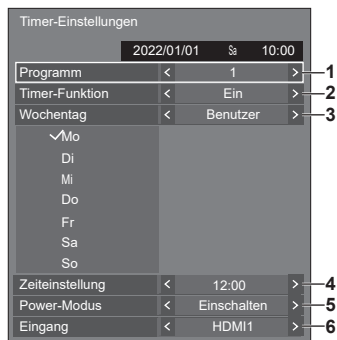 Timer-Einstellungen
2022/01/01 Sa 10:00
Programm < 1 > 1
Timer-Funktion < Ein > 2
Wochentag < Benutzer > 3
✓Mo
Di
Mi
Do
Fr
Sa
So
Zeiteinstellung < 12:00 > 4
Power-Modus < Einschalten > 5
Eingang < HDMI1 > 6